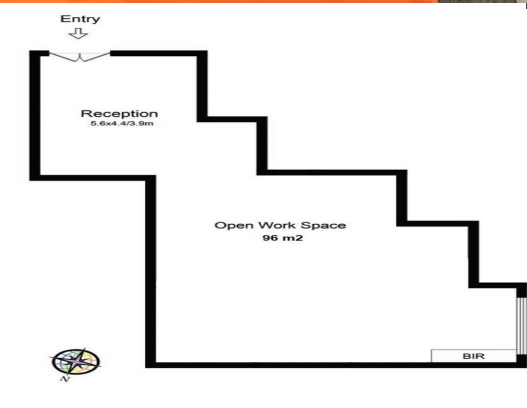 Entry
Reception
5.6x4.4/3.9m
Open Work Space
96 m2
BIR
N